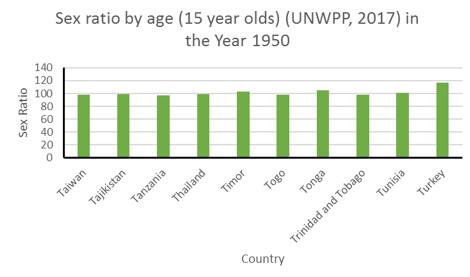 Sex ratio by age (15 year olds) (UNWPP, 2017) in
the Year 1950
Sex Ratio
140
120
100
80
60
40
20
0
Taiwan
Tajikistan
Tanzania
Thailand
Timor
Togo
Tonga
Trinidad and Tobago
Tunisia
Turkey
Country